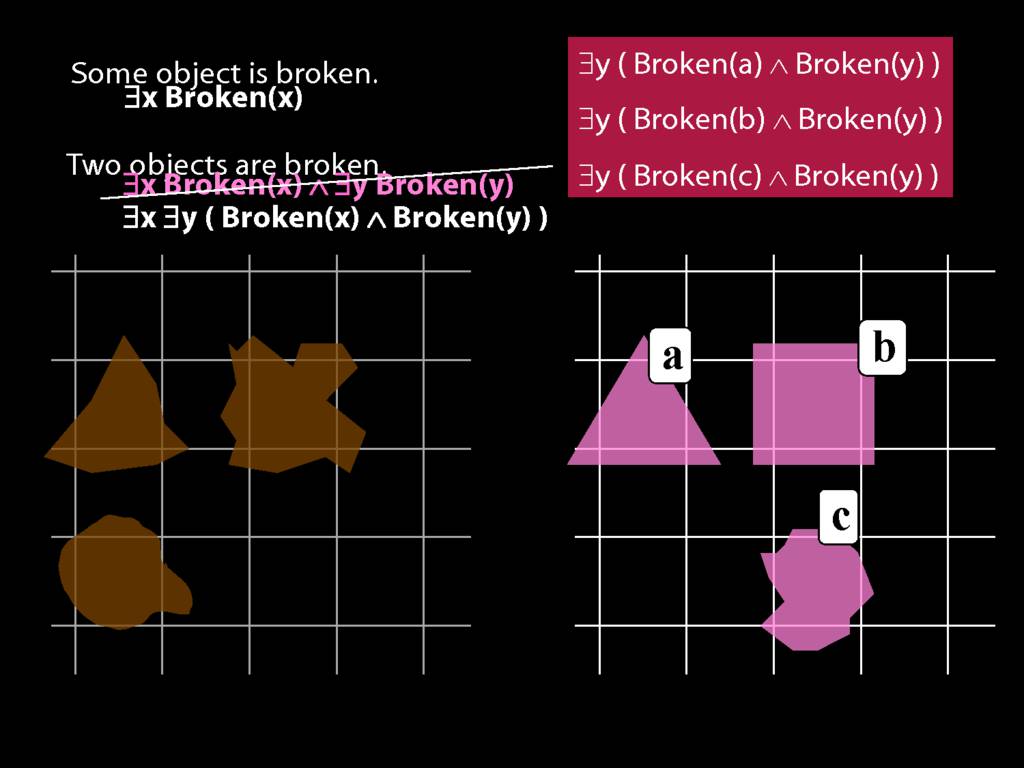 Some object is broken.
∃x Broken(x)
Two objects are broken.
∃x Broken(x) ∧ ∃y Broken(y)
∃x ∃y ( Broken(x) ∧ Broken(y) )
∃y ( Broken(a) ∧ Broken(y) )
∃y ( Broken(b) ∧ Broken(y) )
∃y ( Broken(c) ∧ Broken(y) )
a
b
c